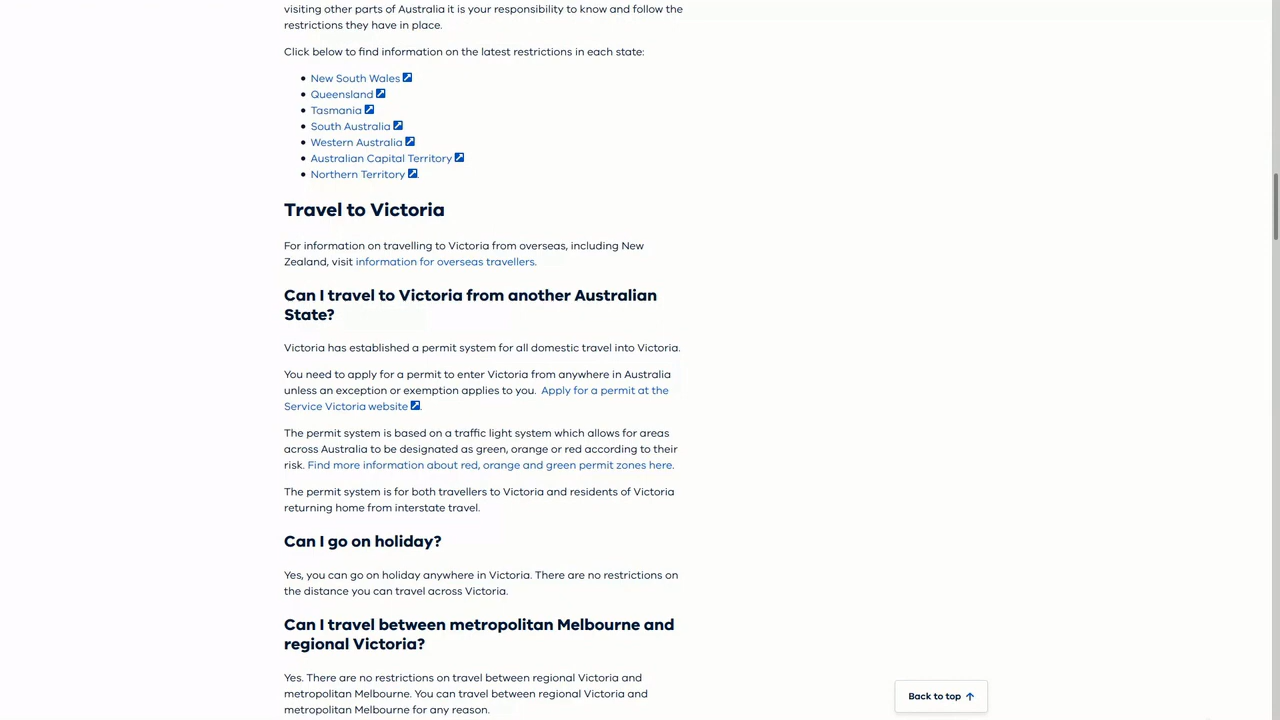 visiting other parts of Australia it is your responsibility to know and follow the
restrictions they have in place.
Click below to find information on the latest restrictions in each state:
New South Wales
Queensland
Tasmania
South Australia
Western Australia
Australian Capital Territory
Northern Territory.
Travel to Victoria
For information on travelling to Victoria from overseas, including New
Zealand, visit information for overseas travellers.
Can I travel to Victoria from another Australian
State?
Victoria has established a permit system for all domestic travel into Victoria.
You need to apply for a permit to enter Victoria from anywhere in Australia
unless an exception or exemption applies to you. Apply for a permit at the
Service Victoria website.
The permit system is based on a traffic light system which allows for areas
across Australia to be designated as green, orange or red according to their
risk. Find more information about red, orange and green permit zones here.
The permit system is for both travellers to Victoria and residents of Victoria
returning home from interstate travel.
Can I go on holiday?
Yes, you can go on holiday anywhere in Victoria. There are no restrictions on
the distance you can travel across Victoria.
Can I travel between metropolitan Melbourne and
regional Victoria?
Yes. There are no restrictions on travel between regional Victoria and
metropolitan Melbourne. You can travel between regional Victoria and
metropolitan Melbourne for any reason.
Back to top